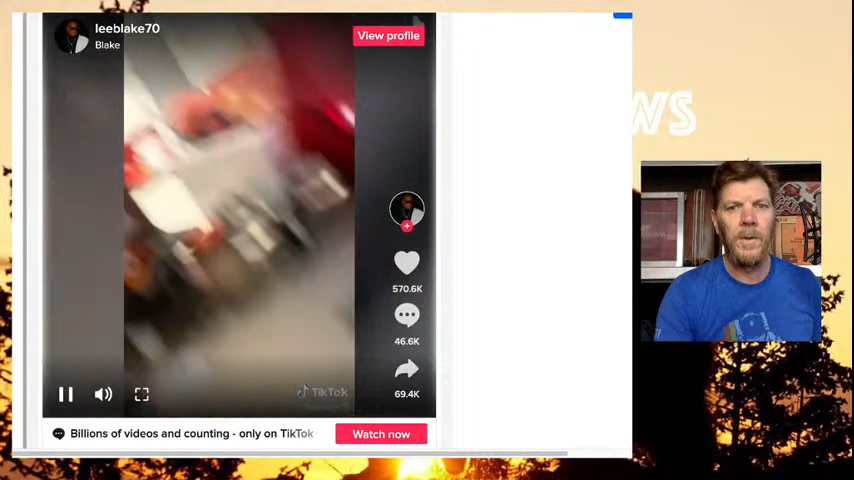 leeblake70
Blake
View profile
WS
570.6K
46.6K
69.4K
TikTok
Billions of videos and counting - only on TikTok
Watch now